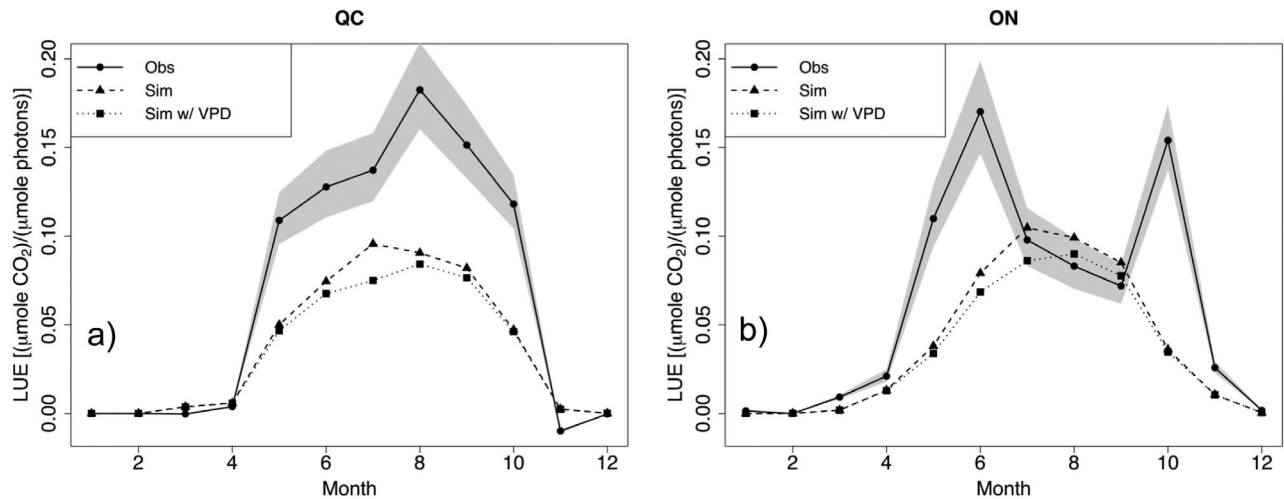 QC
LUE [(μmole CO₂)/(μmole photons)]
0.20
0.15
0.10
0.05
0.00
Obs
Sim
Sim w/ VPD
a)
2 4 6 8 10 12
Month
ON
LUE [(μmole CO₂)/(μmole photons)]
0.20
0.15
0.10
0.05
0.00
Obs
Sim
Sim w/ VPD
b)
2 4 6 8 10 12
Month